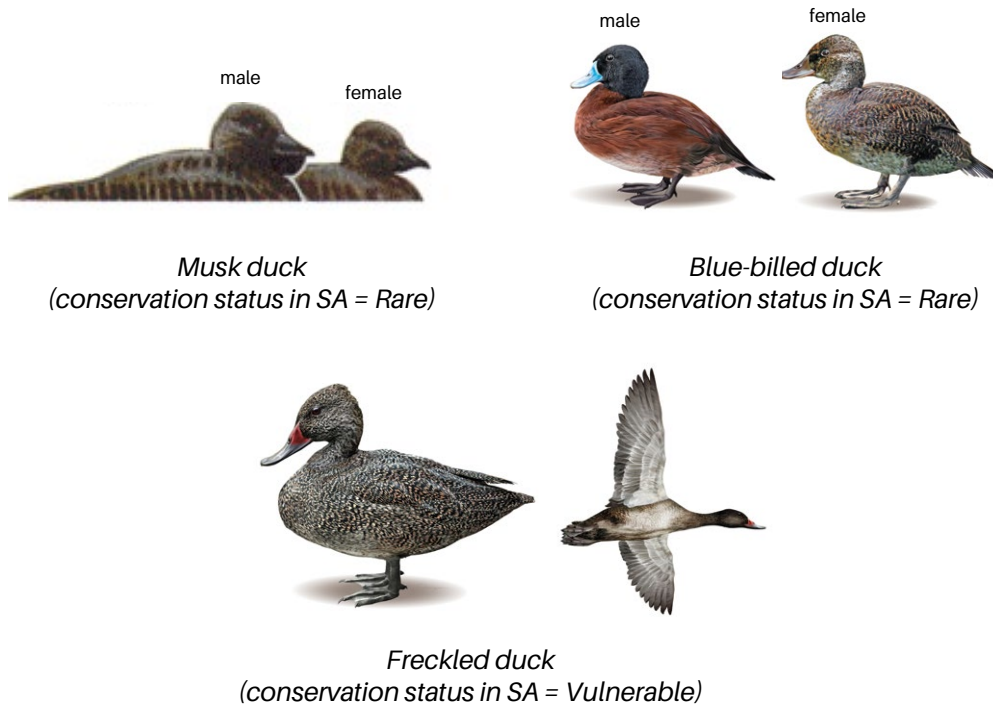 male
female
male
female
Musk duck
(conservation status in SA = Rare)
Blue-billed duck
(conservation status in SA = Rare)
Freckled duck
(conservation status in SA = Vulnerable)